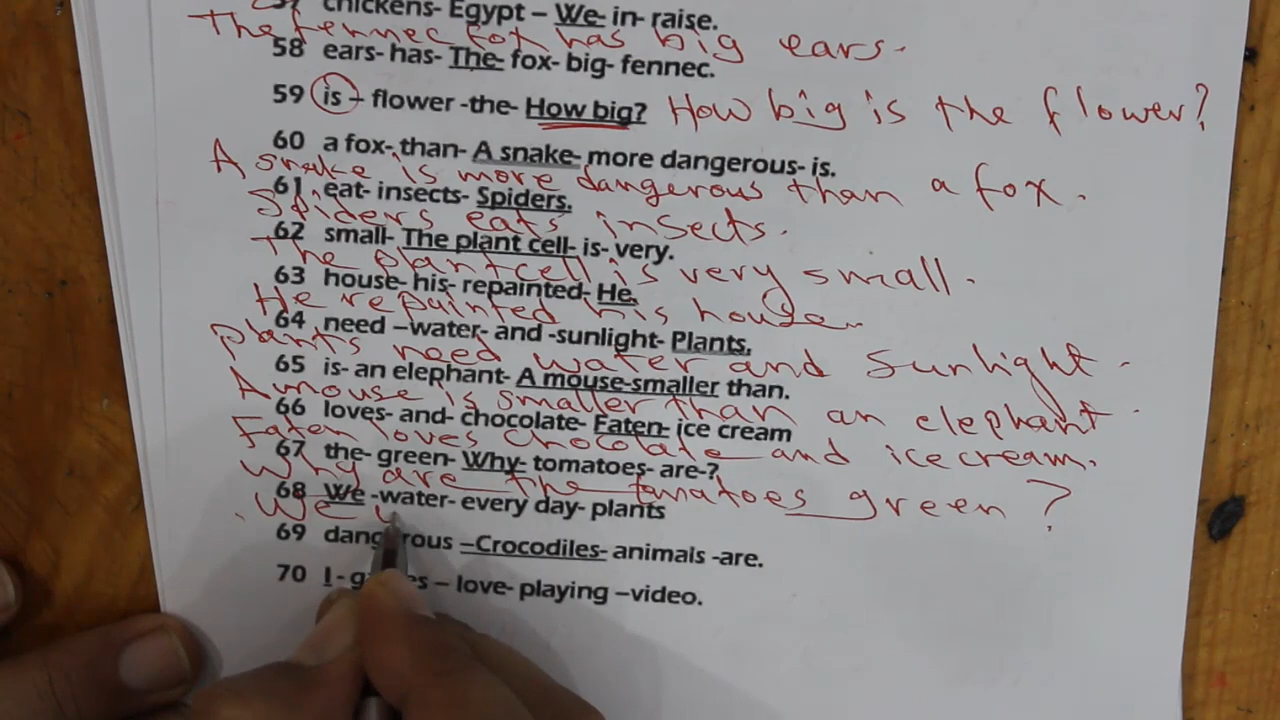 57 chickens- Egypt – We- in- raise.
The fennec fox has big ears.
58 ears- has- The- fox- big- fennec.
59 is – flower -the- How big? How big is the flower?
60 a fox- than- A snake- more dangerous- is.
A snake is more dangerous than a fox.
61 eat- insects- Spiders.
Spiders eats insects.
62 small- The plant cell- is- very.
The plant cell is very small.
63 house- his- repainted- He.
He repainted his house.
64 need –water- and -sunlight- Plants.
plants need water and sunlight.
65 is- an elephant- A mouse-smaller than.
A mouse is smaller than an elephant.
66 loves- and- chocolate- Faten- ice cream
Faten loves chocolate and ice cream.
67 the- green- Why- tomatoes- are-?
Why are the tomatoes green?
68 We -water- every day- plants
We
69 dangerous –Crocodiles- animals -are.
70 I- games – love- playing –video.